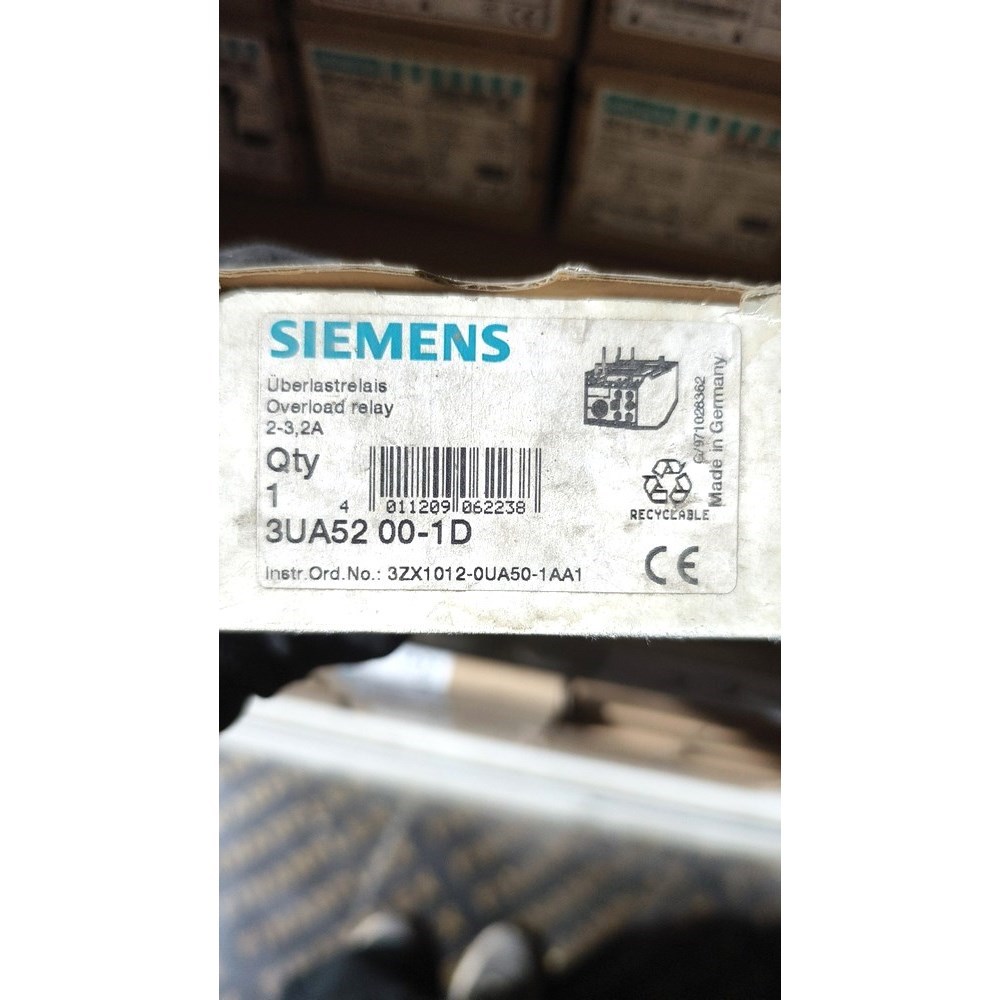 SIEMENS
Überlastrelais
Overload relay
2-3,2A
Qty
1
4 011209 062238
3UA52 00-1D
Instr.Ord.No.: 3ZX1012-0UA50-1AA1
G/971028362
Made in Germany
RECYCLABLE
CE